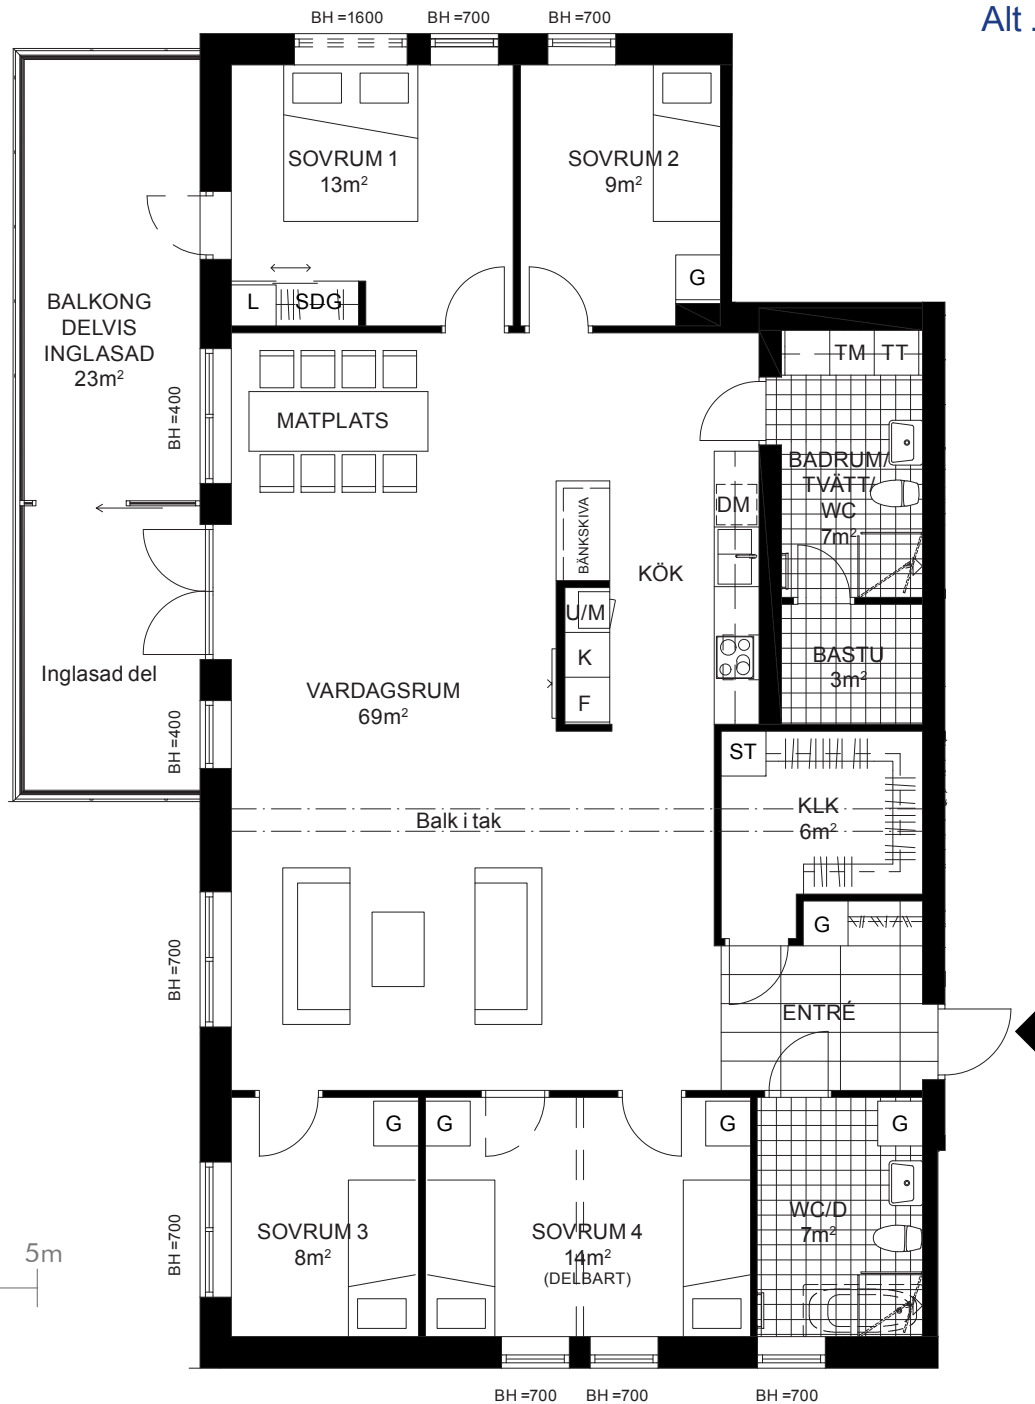 Alt .
BH =1600
BH =700
BH =700
SOVRUM 1
13m²
SOVRUM 2
9m²
G
L
SDG
BALKONG
DELVIS
INGLASAD
23m²
BH =400
MATPLATS
TM
TT
BADRUM/
TVÄTT/
WC
7m²
DM
BÄNKSKIVA
KÖK
U/M
K
F
BASTU
3m²
Inglasad del
VARDAGSRUM
69m²
BH =400
ST
KLK
6m²
Balk i tak
G
BH =700
ENTRÉ
G
G
G
G
SOVRUM 3
8m²
SOVRUM 4
14m²
(DELBART)
WC/D
7m²
BH =700
5m
BH =700
BH =700
BH =700